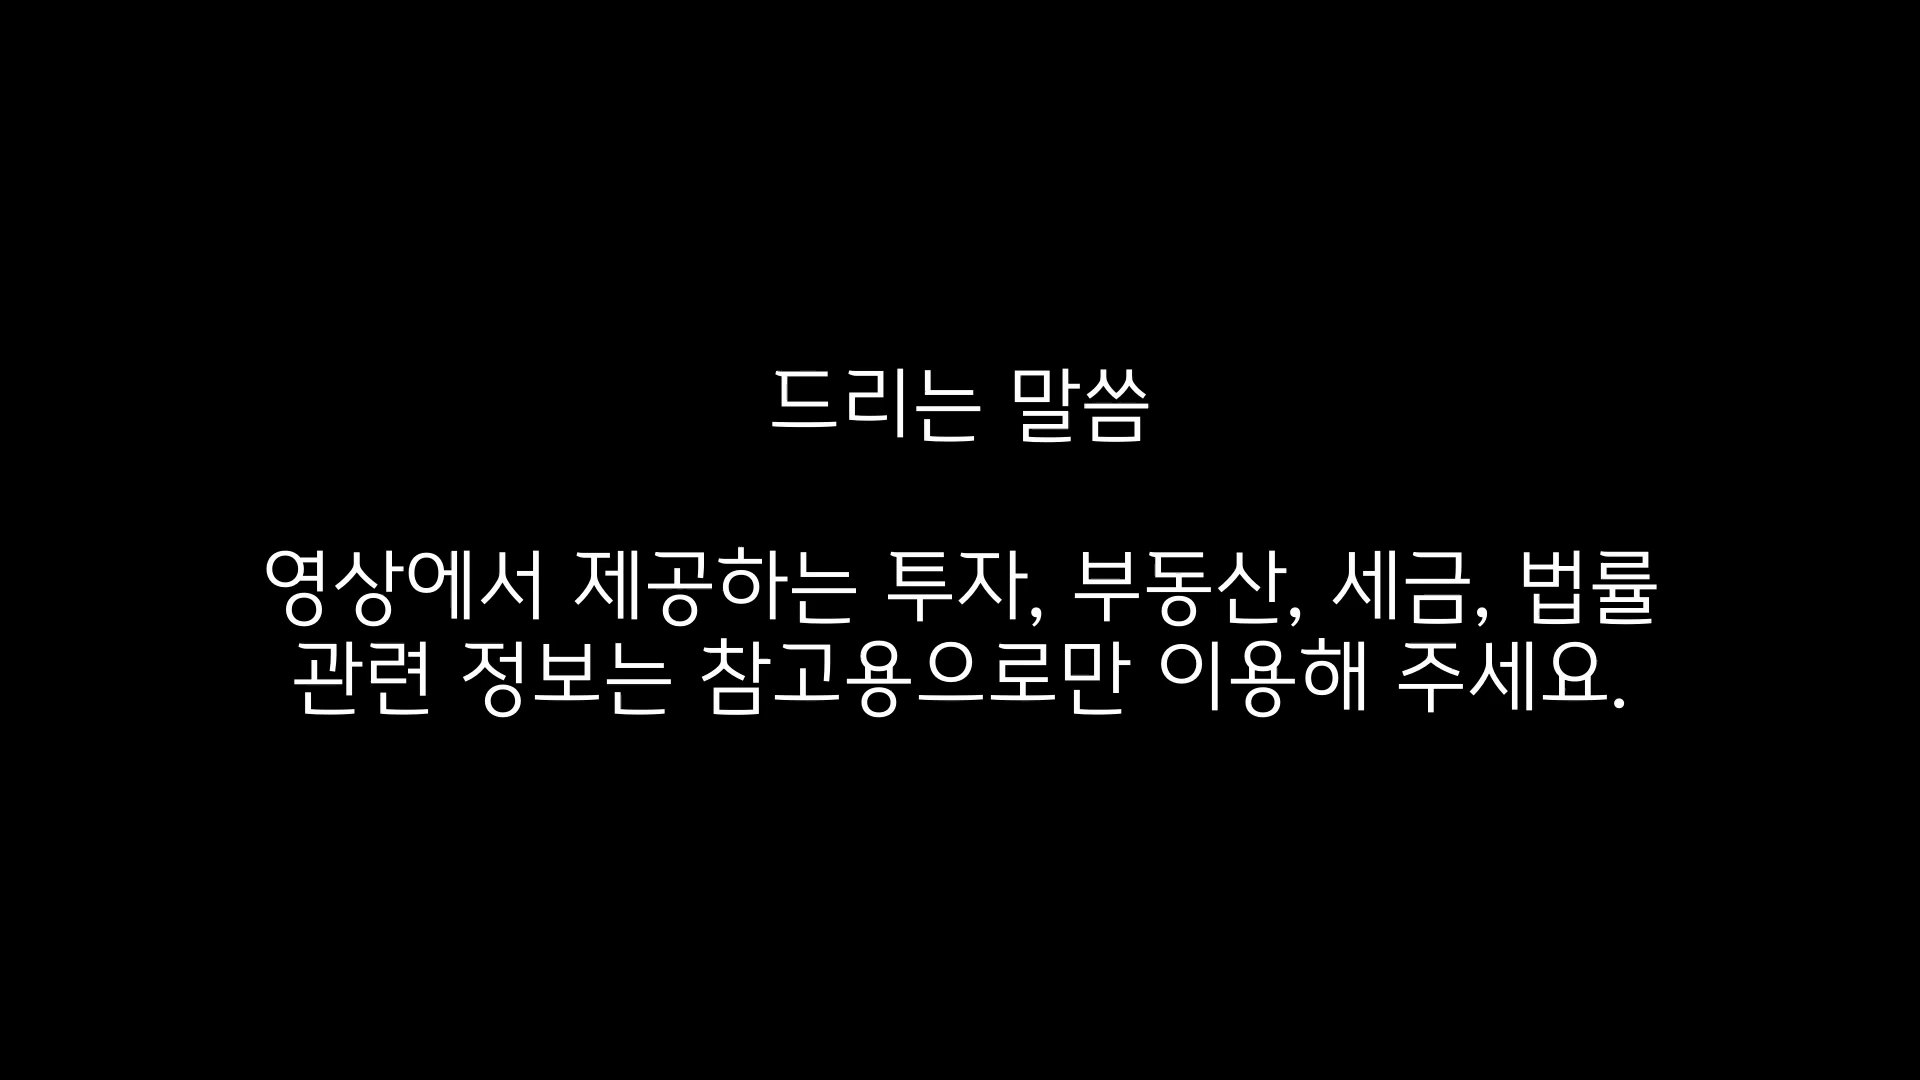 드리는 말씀
영상에서 제공하는 투자, 부동산, 세금, 법률
관련 정보는 참고용으로만 이용해 주세요.